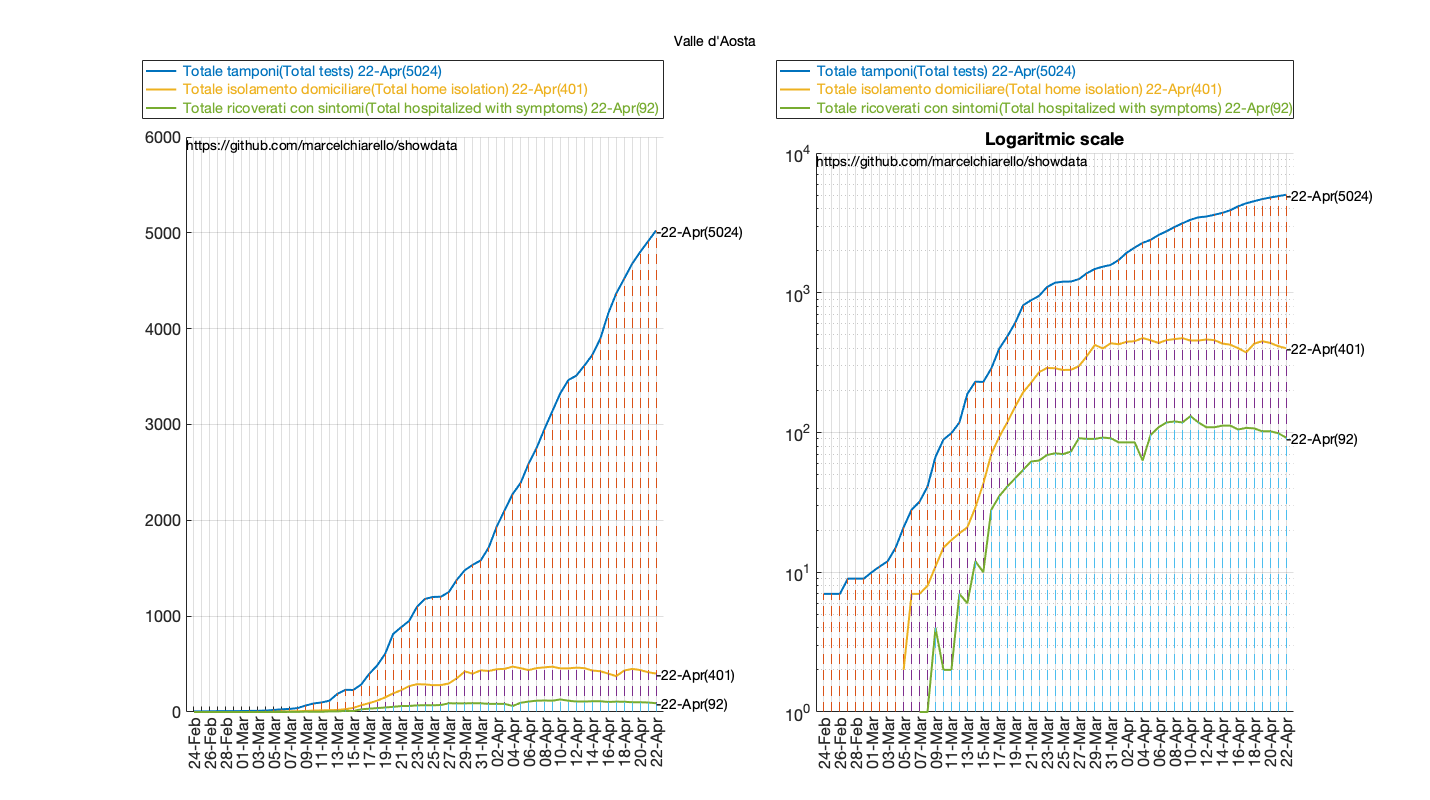 Valle d'Aosta
Totale tamponi(Total tests) 22-Apr(5024)
Totale isolamento domiciliare(Total home isolation) 22-Apr(401)
Totale ricoverati con sintomi(Total hospitalized with symptoms) 22-Apr(92)
https://github.com/marcelchiarello/showdata
6000
5000
4000
3000
2000
1000
0
22-Apr(5024)
22-Apr(401)
22-Apr(92)
24-Feb
26-Feb
28-Feb
01-Mar
03-Mar
05-Mar
07-Mar
09-Mar
11-Mar
13-Mar
15-Mar
17-Mar
19-Mar
21-Mar
23-Mar
25-Mar
27-Mar
29-Mar
31-Mar
02-Apr
04-Apr
06-Apr
08-Apr
10-Apr
12-Apr
14-Apr
16-Apr
18-Apr
20-Apr
22-Apr
Totale tamponi(Total tests) 22-Apr(5024)
Totale isolamento domiciliare(Total home isolation) 22-Apr(401)
Totale ricoverati con sintomi(Total hospitalized with symptoms) 22-Apr(92)
Logaritmic scale
https://github.com/marcelchiarello/showdata
10^4
10^3
10^2
10^1
10^0
22-Apr(5024)
22-Apr(401)
22-Apr(92)
24-Feb
26-Feb
28-Feb
01-Mar
03-Mar
05-Mar
07-Mar
09-Mar
11-Mar
13-Mar
15-Mar
17-Mar
19-Mar
21-Mar
23-Mar
25-Mar
27-Mar
29-Mar
31-Mar
02-Apr
04-Apr
06-Apr
08-Apr
10-Apr
12-Apr
14-Apr
16-Apr
18-Apr
20-Apr
22-Apr